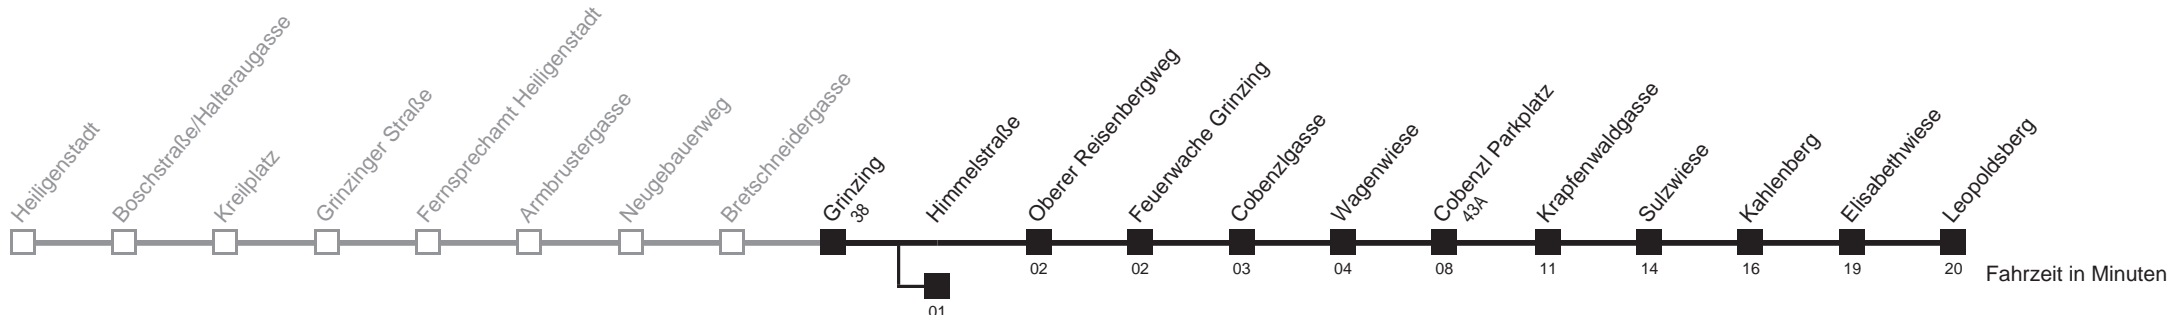 Heiligenstadt
Boschstraße/Halteraugasse
Kreilplatz
Grinzinger Straße
Fernsprechamt Heiligenstadt
Armbrustergasse
Neugebauerweg
Bretschneidergasse
Grinzing
38
Himmelstraße
Oberer Reisenbergweg
Feuerwache Grinzing
Cobenzlgasse
Wagenwiese
Cobenzl Parkplatz
43A
Krapfenwaldgasse
Sulzwiese
Kahlenberg
Elisabethwiese
Leopoldsberg
02
02
03
04
08
11
14
16
19
20
Fahrzeit in Minuten
01